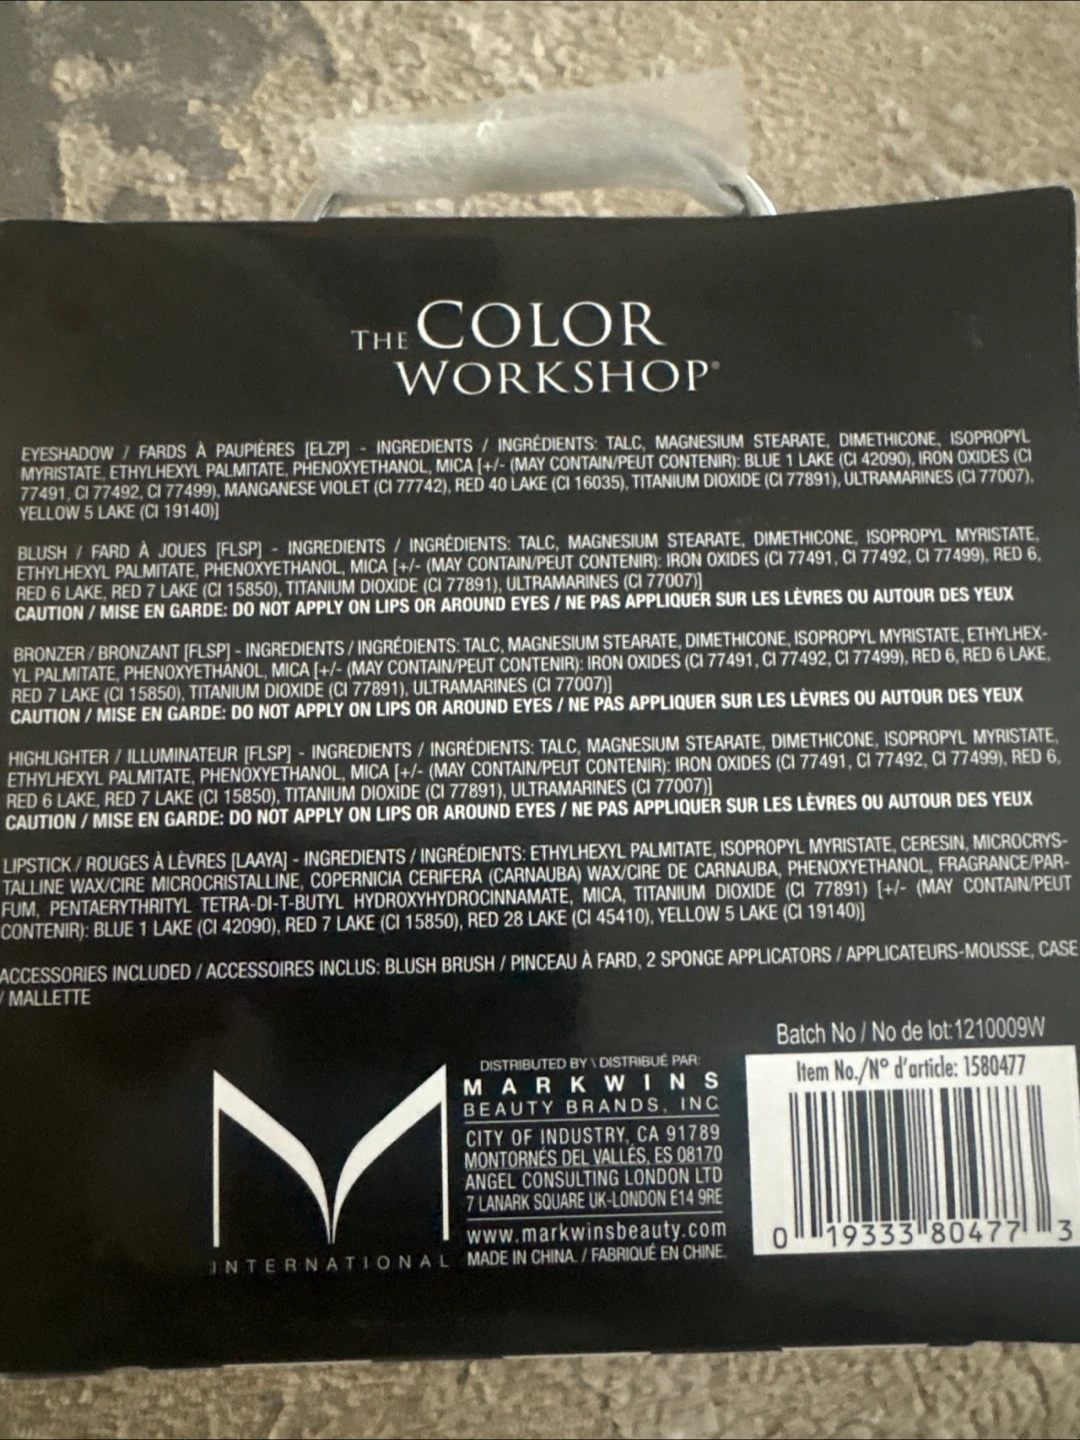 THE COLOR
WORKSHOP®
EYESHADOW / FARDS À PAUPIÈRES [ELZP] - INGREDIENTS / INGRÉDIENTS: TALC, MAGNESIUM STEARATE, DIMETHICONE, ISOPROPYL
MYRISTATE, ETHYLHEXYL PALMITATE, PHENOXYETHANOL, MICA [+/- (MAY CONTAIN/PEUT CONTENIR): BLUE 1 LAKE (CI 42090), IRON OXIDES (CI
77491, CI 77492, CI 77499), MANGANESE VIOLET (CI 77742), RED 40 LAKE (CI 16035), TITANIUM DIOXIDE (CI 77891), ULTRAMARINES (CI 77007),
YELLOW 5 LAKE (CI 19140)]
BLUSH / FARD À JOUES [FLSP] - INGREDIENTS / INGRÉDIENTS: TALC, MAGNESIUM STEARATE, DIMETHICONE, ISOPROPYL MYRISTATE,
ETHYLHEXYL PALMITATE, PHENOXYETHANOL, MICA [+/- (MAY CONTAIN/PEUT CONTENIR): IRON OXIDES (CI 77491, CI 77492, CI 77499), RED 6,
RED 6 LAKE, RED 7 LAKE (CI 15850), TITANIUM DIOXIDE (CI 77891), ULTRAMARINES (CI 77007)]
CAUTION / MISE EN GARDE: DO NOT APPLY ON LIPS OR AROUND EYES / NE PAS APPLIQUER SUR LES LÈVRES OU AUTOUR DES YEUX
BRONZER / BRONZANT [FLSP] - INGREDIENTS / INGRÉDIENTS: TALC, MAGNESIUM STEARATE, DIMETHICONE, ISOPROPYL MYRISTATE, ETHYLHEX-
YL PALMITATE, PHENOXYETHANOL, MICA [+/- (MAY CONTAIN/PEUT CONTENIR): IRON OXIDES (CI 77491, CI 77492, CI 77499), RED 6, RED 6 LAKE,
RED 7 LAKE (CI 15850), TITANIUM DIOXIDE (CI 77891), ULTRAMARINES (CI 77007)]
CAUTION / MISE EN GARDE: DO NOT APPLY ON LIPS OR AROUND EYES / NE PAS APPLIQUER SUR LES LÈVRES OU AUTOUR DES YEUX
HIGHLIGHTER / ILLUMINATEUR [FLSP] - INGREDIENTS / INGRÉDIENTS: TALC, MAGNESIUM STEARATE, DIMETHICONE, ISOPROPYL MYRISTATE,
ETHYLHEXYL PALMITATE, PHENOXYETHANOL, MICA [+/- (MAY CONTAIN/PEUT CONTENIR): IRON OXIDES (CI 77491, CI 77492, CI 77499), RED 6,
RED 6 LAKE, RED 7 LAKE (CI 15850), TITANIUM DIOXIDE (CI 77891), ULTRAMARINES (CI 77007)]
CAUTION / MISE EN GARDE: DO NOT APPLY ON LIPS OR AROUND EYES / NE PAS APPLIQUER SUR LES LÈVRES OU AUTOUR DES YEUX
LIPSTICK / ROUGES À LÈVRES [LAAYA] - INGREDIENTS / INGRÉDIENTS: ETHYLHEXYL PALMITATE, ISOPROPYL MYRISTATE, CERESIN, MICROCRYS-
TALLINE WAX/CIRE MICROCRISTALLINE, COPERNICIA CERIFERA (CARNAUBA) WAX/CIRE DE CARNAUBA, PHENOXYETHANOL, FRAGRANCE/PAR-
FUM, PENTAERYTHRITYL TETRA-DI-T-BUTYL HYDROXYHYDROCINNAMATE, MICA, TITANIUM DIOXIDE (CI 77891) [+/- (MAY CONTAIN/PEUT
CONTENIR): BLUE 1 LAKE (CI 42090), RED 7 LAKE (CI 15850), RED 28 LAKE (CI 45410), YELLOW 5 LAKE (CI 19140)]
ACCESSORIES INCLUDED / ACCESSOIRES INCLUS: BLUSH BRUSH / PINCEAU À FARD, 2 SPONGE APPLICATORS / APPLICATEURS-MOUSSE, CASE
/ MALLETTE
Batch No / No de lot:1210009W
Item No./N° d'article: 1580477
0 19333 80477 3
INTERNATIONAL
DISTRIBUTED BY \ DISTRIBUÉ PAR:
MARKWINS
BEAUTY BRANDS, INC
CITY OF INDUSTRY, CA 91789
MONTORNÉS DEL VALLÉS, ES 08170
ANGEL CONSULTING LONDON LTD
7 LANARK SQUARE UK-LONDON E14 9RE
www.markwinsbeauty.com
MADE IN CHINA. / FABRIQUÉ EN CHINE.